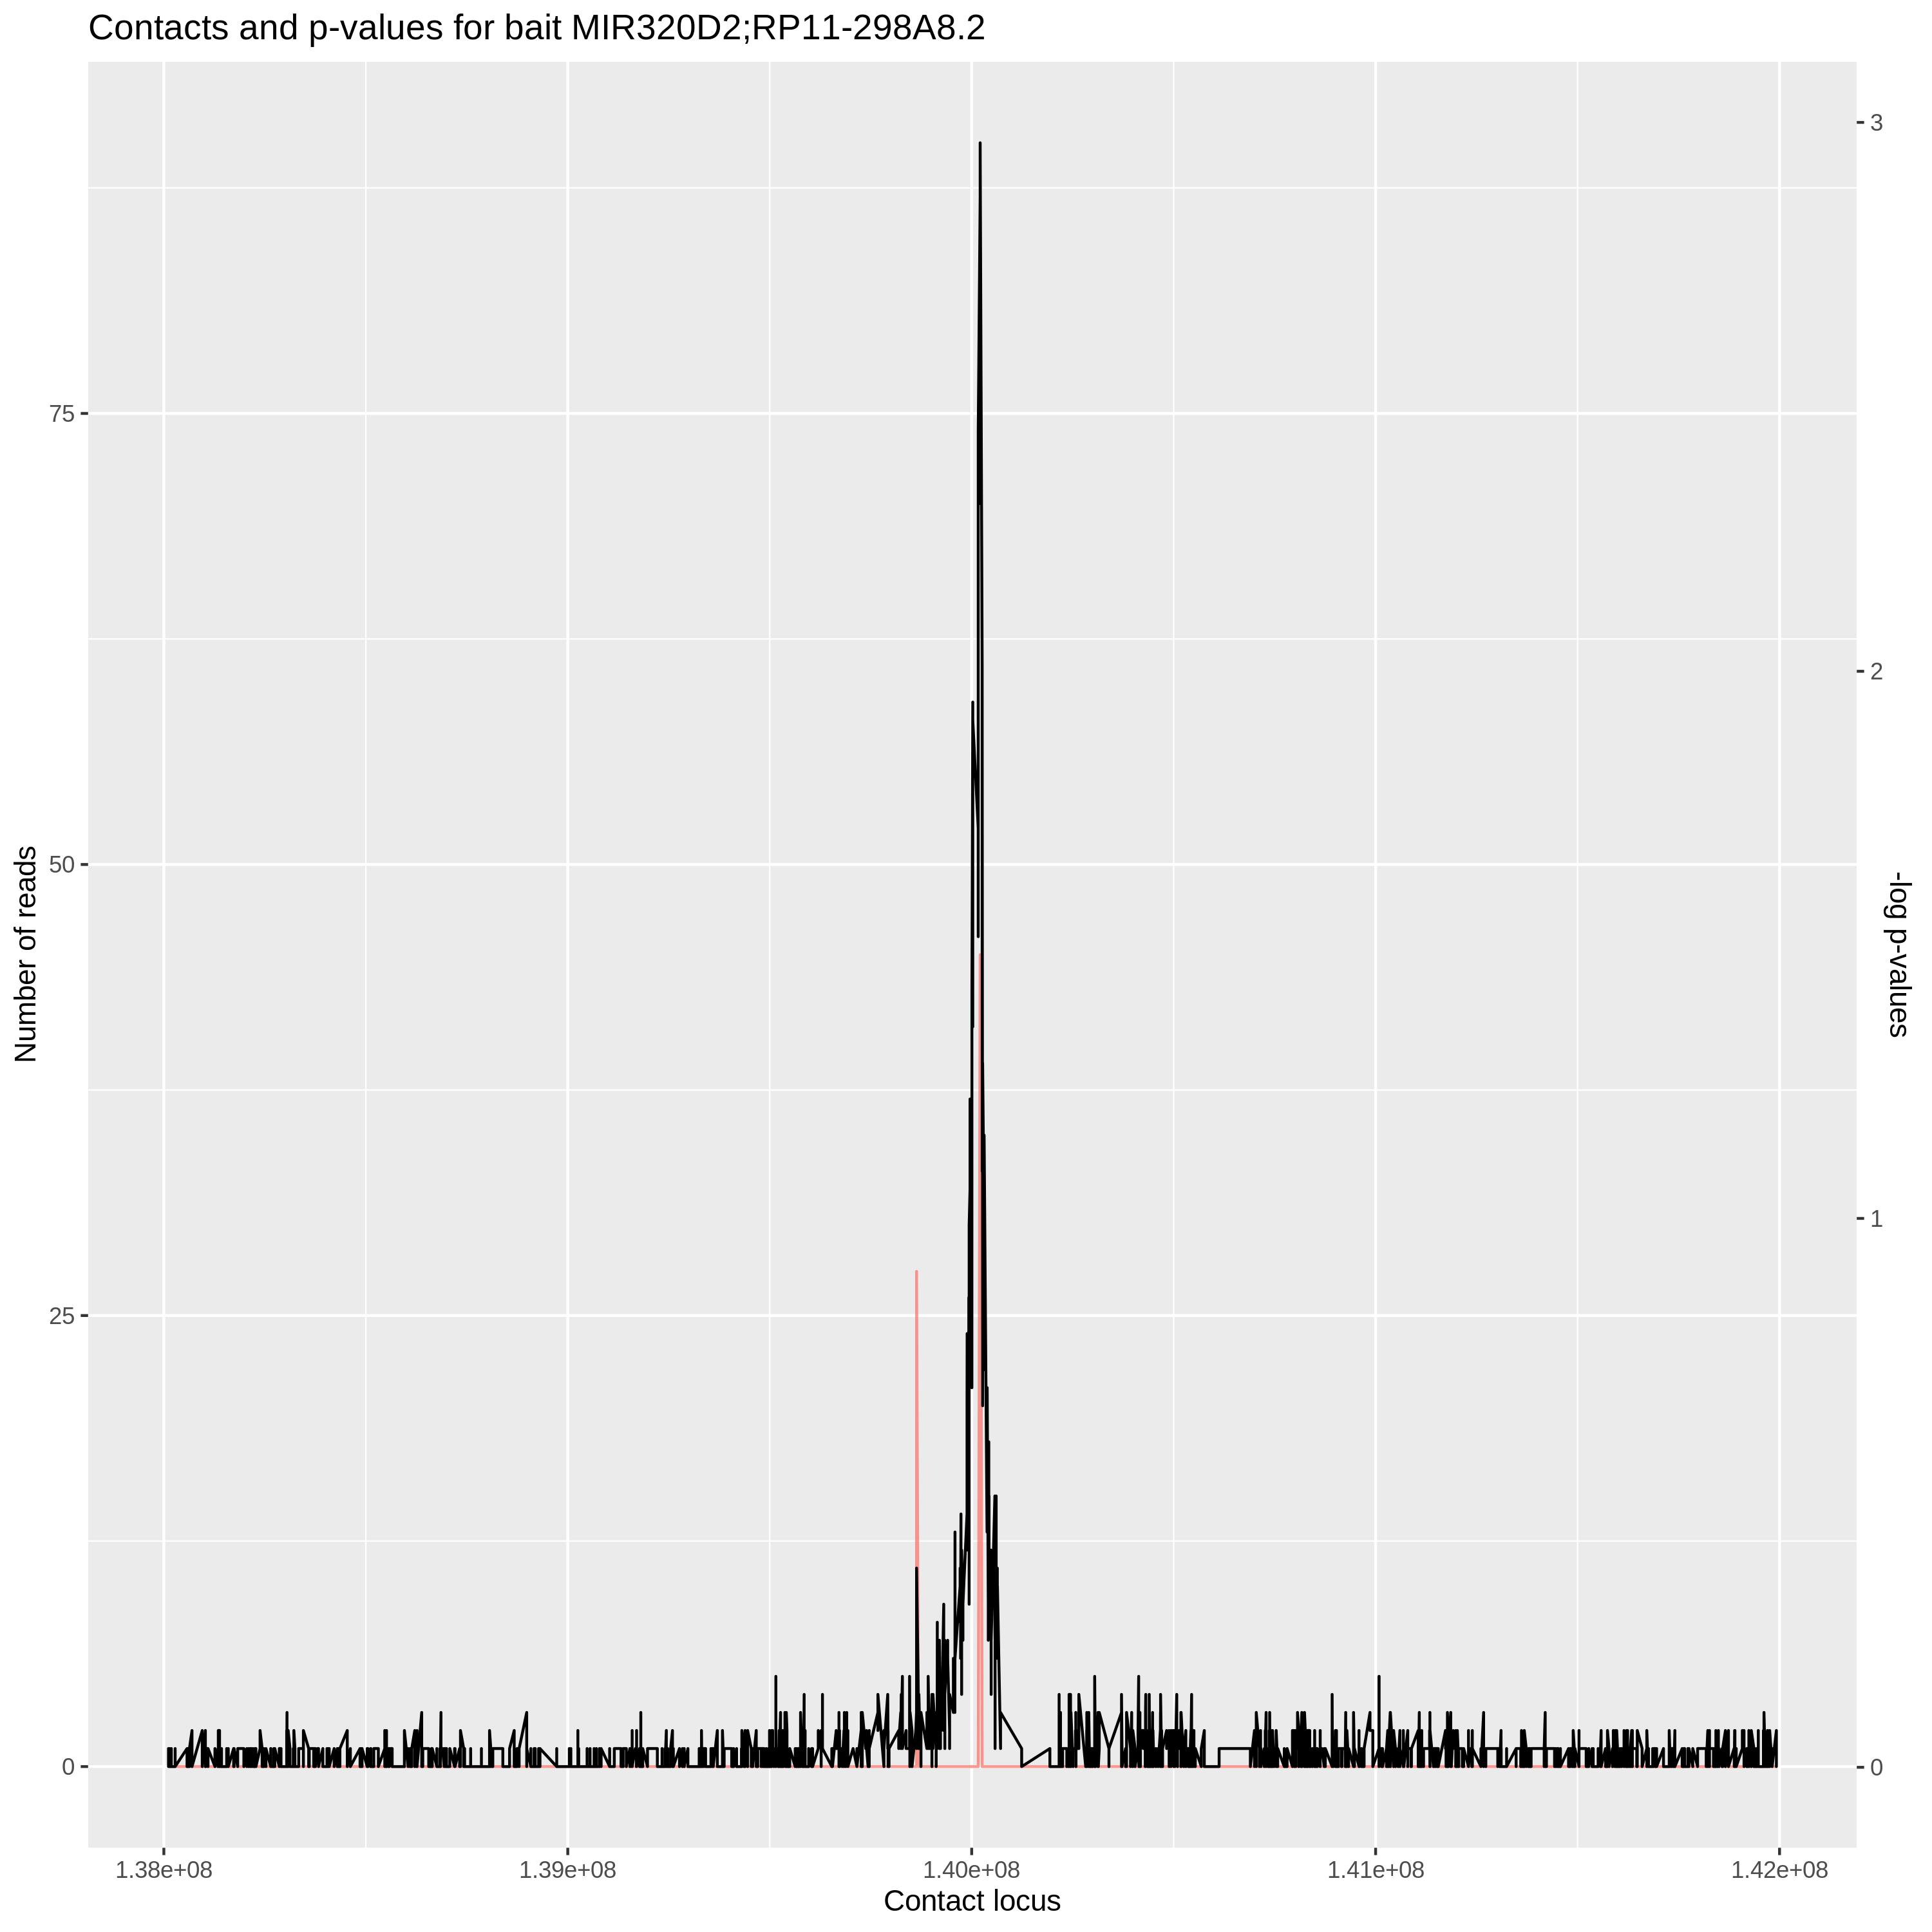 Contacts and p-values for bait MIR320D2;RP11-298A8.2
3
75
2
50
Number of reads
-log p-values
1
25
0
0
1.38e+08 1.39e+08 1.40e+08 1.41e+08 1.42e+08
Contact locus